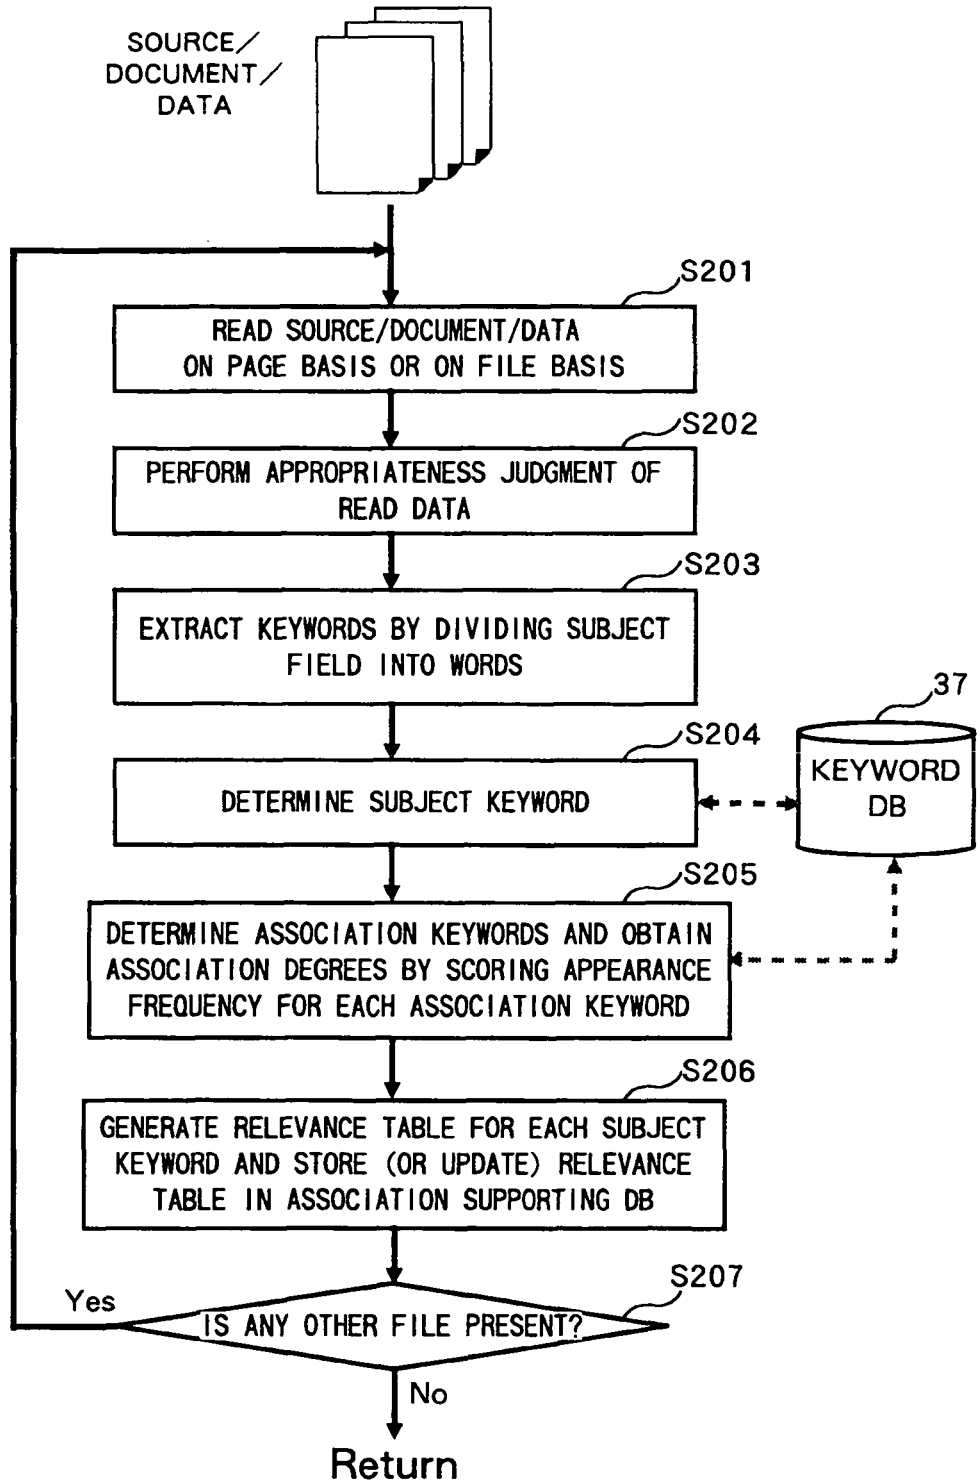 SOURCE/
DOCUMENT/
DATA
S201
READ SOURCE/DOCUMENT/DATA
ON PAGE BASIS OR ON FILE BASIS
S202
PERFORM APPROPRIATENESS JUDGMENT OF
READ DATA
S203
EXTRACT KEYWORDS BY DIVIDING SUBJECT
FIELD INTO WORDS
37
S204
KEYWORD
DB
DETERMINE SUBJECT KEYWORD
S205
DETERMINE ASSOCIATION KEYWORDS AND OBTAIN
ASSOCIATION DEGREES BY SCORING APPEARANCE
FREQUENCY FOR EACH ASSOCIATION KEYWORD
S206
GENERATE RELEVANCE TABLE FOR EACH SUBJECT
KEYWORD AND STORE (OR UPDATE) RELEVANCE
TABLE IN ASSOCIATION SUPPORTING DB
S207
Yes
IS ANY OTHER FILE PRESENT?
No
Return